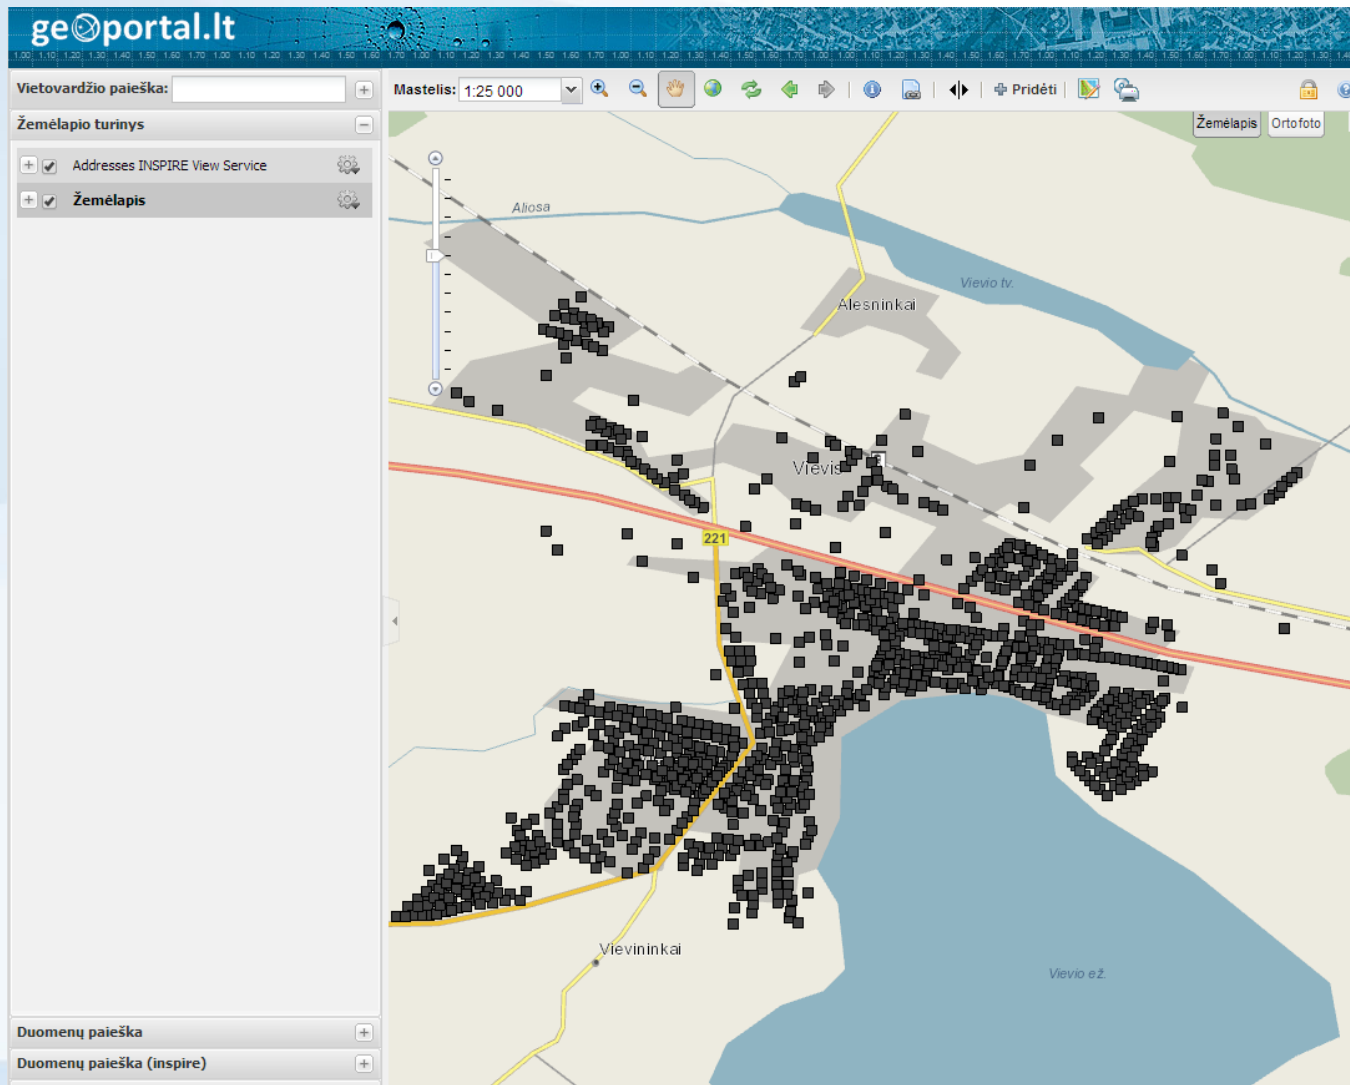 geoportal.lt
Vietovardžio paieška:
Mastelis: 1:25 000
Pridėti
Žemėlapio turinys
Žemėlapis
Ortofoto
Addresses INSPIRE View Service
Žemėlapis
Aliosa
Vievio tv.
Alesninkai
Vievis
221
Vievininkai
Vievio ež.
Duomenų paieška
Duomenų paieška (inspire)